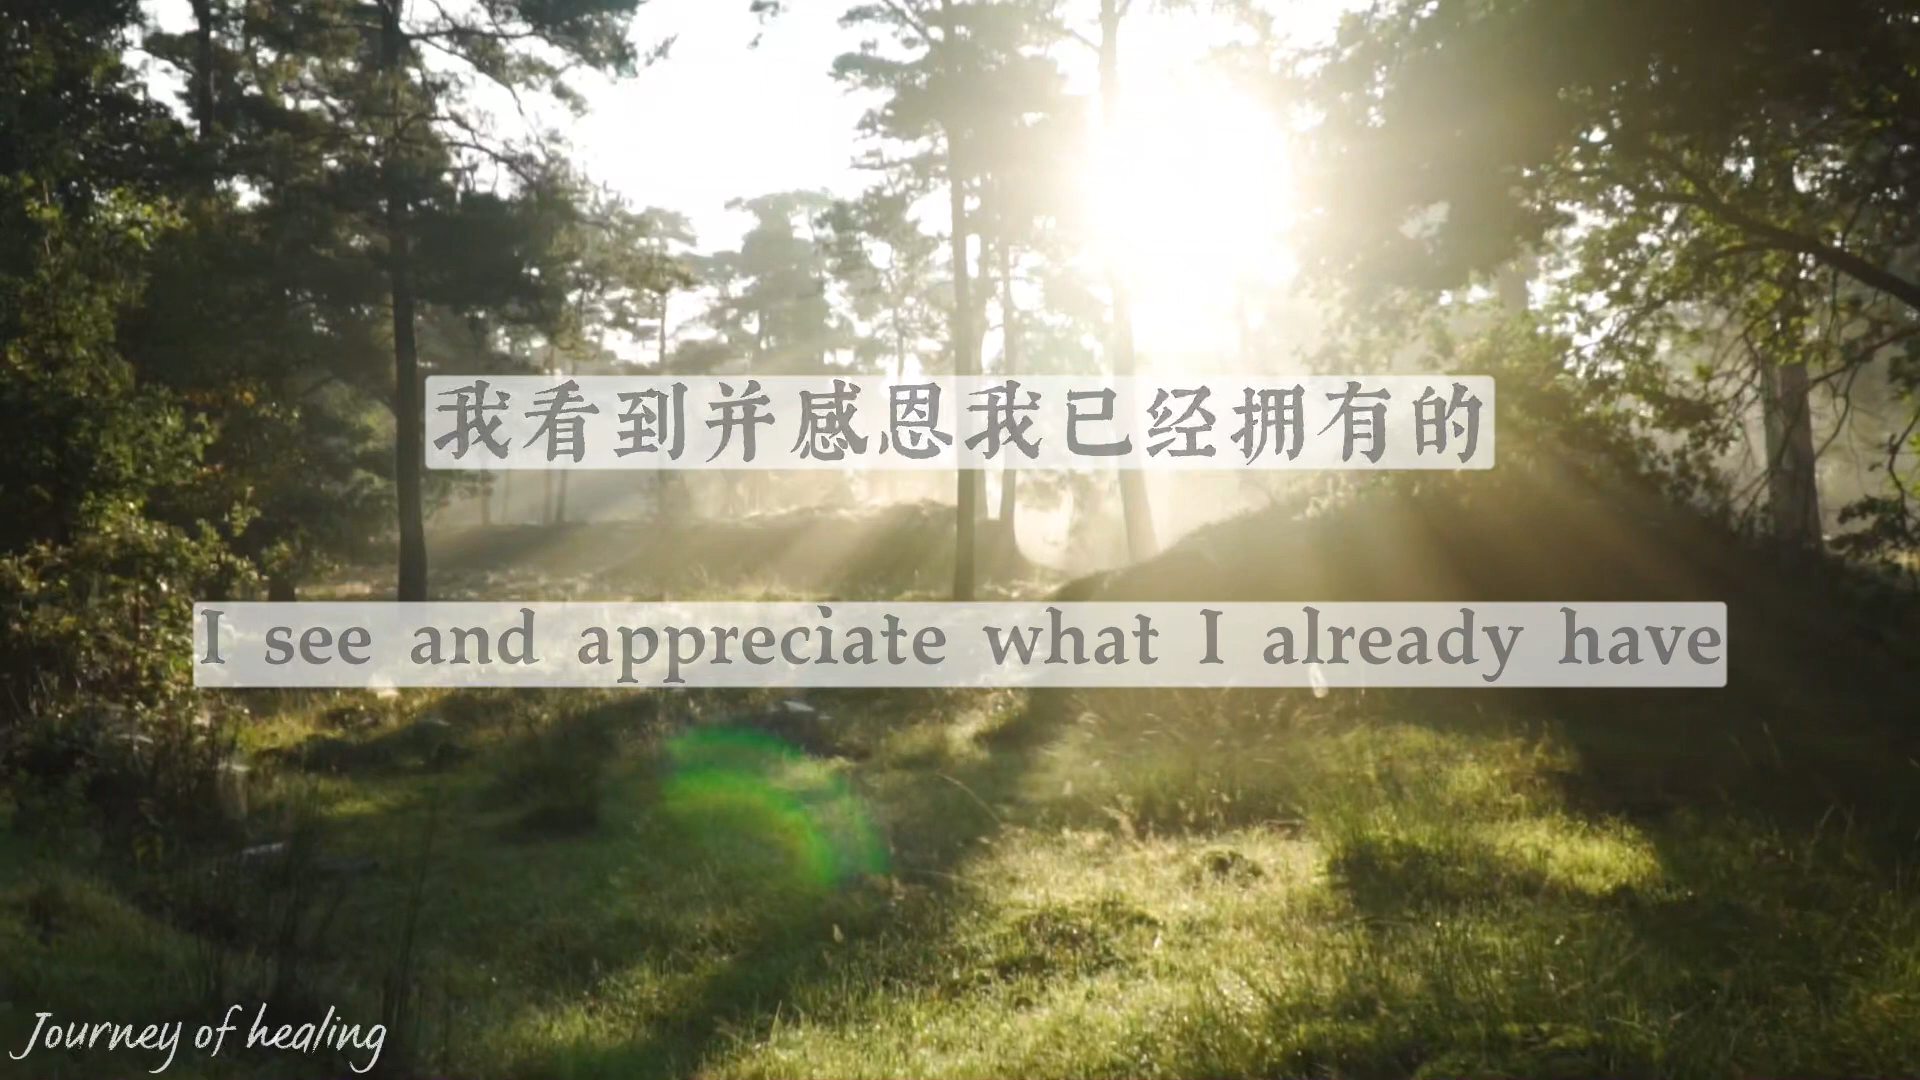 我看到并感恩我已经拥有的
I see and appreciate what I already have
Journey of healing